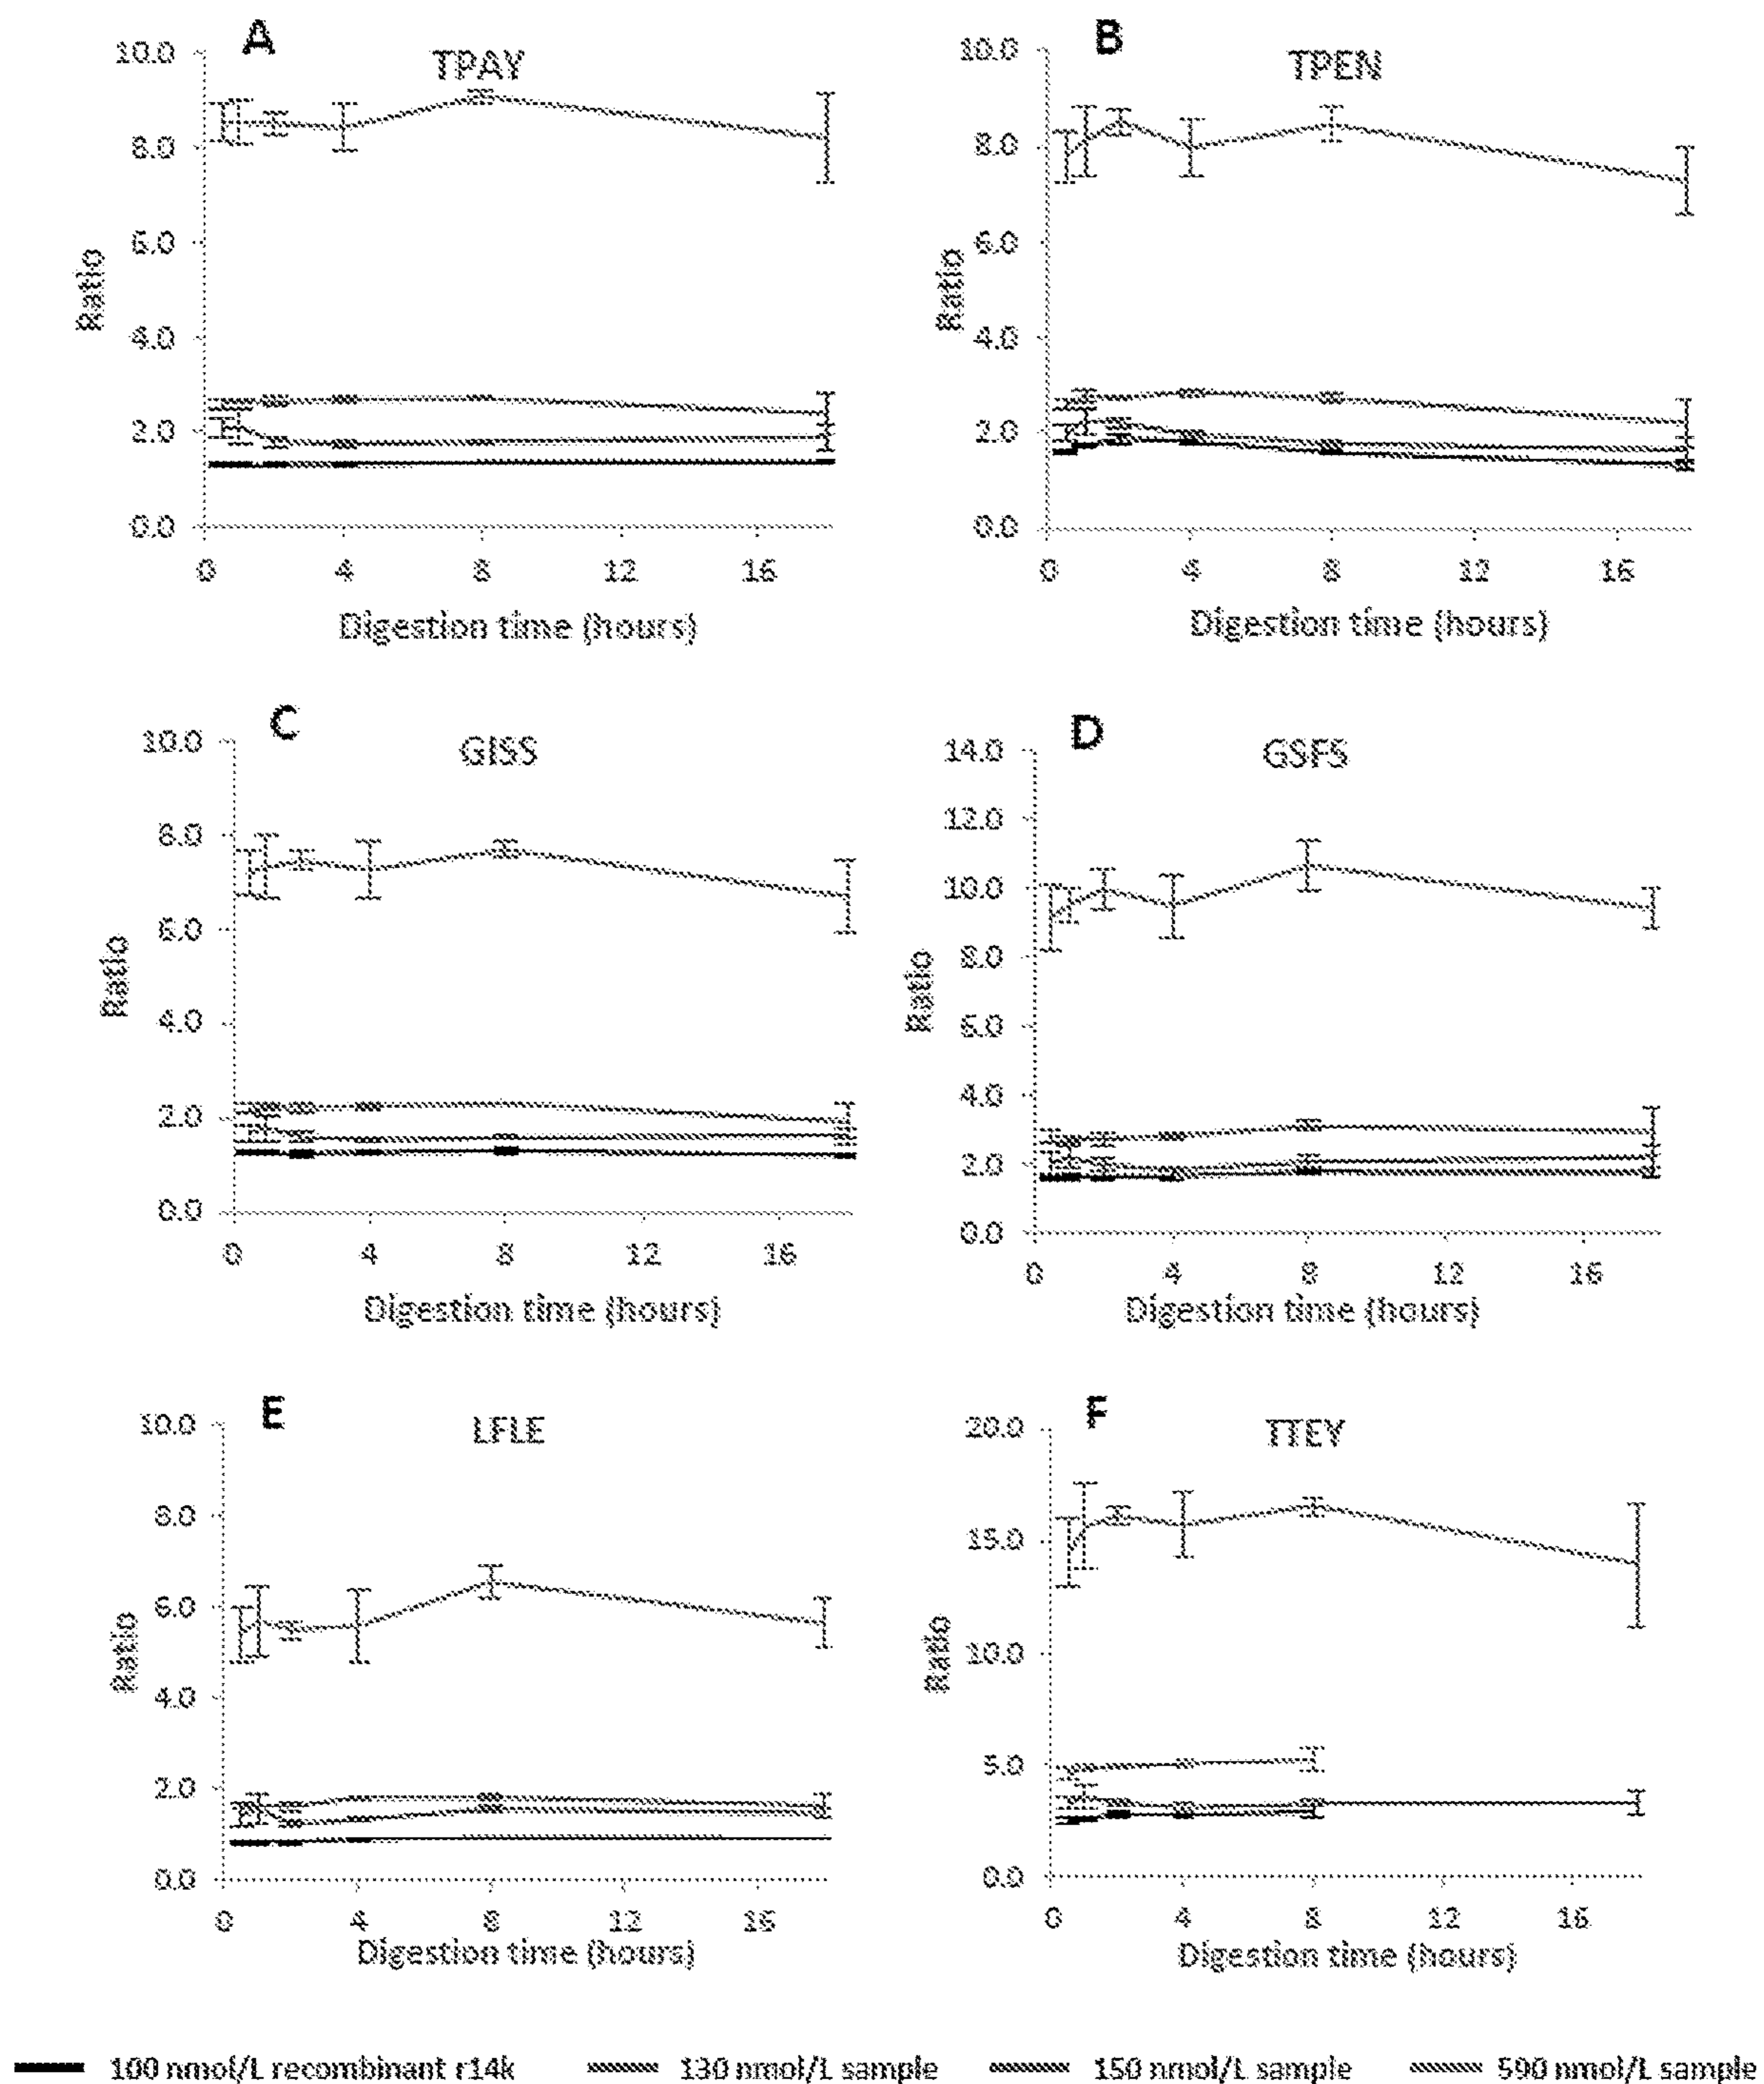 A
TPAY
10.0
8.0
6.0
4.0
2.0
0.0
Ratio
0 4 8 12 16
Digestion time (hours)
B
TPEN
10.0
8.0
6.0
4.0
2.0
0.0
Ratio
0 4 8 12 16
Digestion time (hours)
C
GISS
10.0
8.0
6.0
4.0
2.0
0.0
Ratio
0 4 8 12 16
Digestion time (hours)
D
GSFS
14.0
12.0
10.0
8.0
6.0
4.0
2.0
0.0
Ratio
0 4 8 12 16
Digestion time (hours)
E
LFLE
10.0
8.0
6.0
4.0
2.0
0.0
Ratio
0 4 8 12 16
Digestion time (hours)
F
TTEY
20.0
15.0
10.0
5.0
0.0
Ratio
0 4 8 12 16
Digestion time (hours)
100 nmol/L recombinant r14k 130 nmol/L sample 150 nmol/L sample 590 nmol/L sample